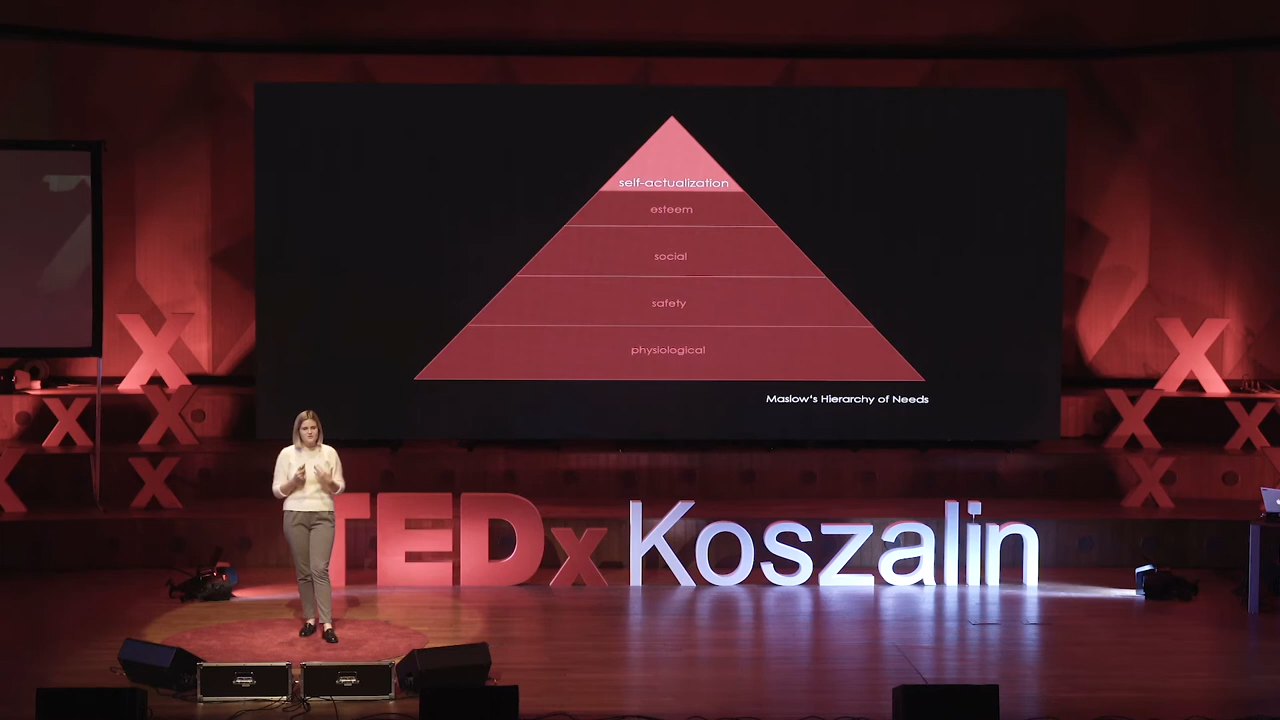 self-actualization
esteem
social
safety
physiological
Maslow's Hierarchy of Needs
TEDx Koszalin